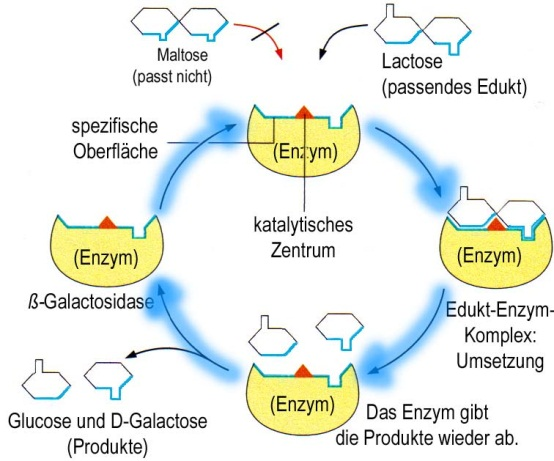 Maltose
(passt nicht)
Lactose
(passendes Edukt)
spezifische
Oberfläche
(Enzym)
katalytisches
Zentrum
(Enzym)
ß-Galactosidase
(Enzym)
Edukt-Enzym-
Komplex:
Umsetzung
(Enzym)
Das Enzym gibt
die Produkte wieder ab.
Glucose und D-Galactose
(Produkte)